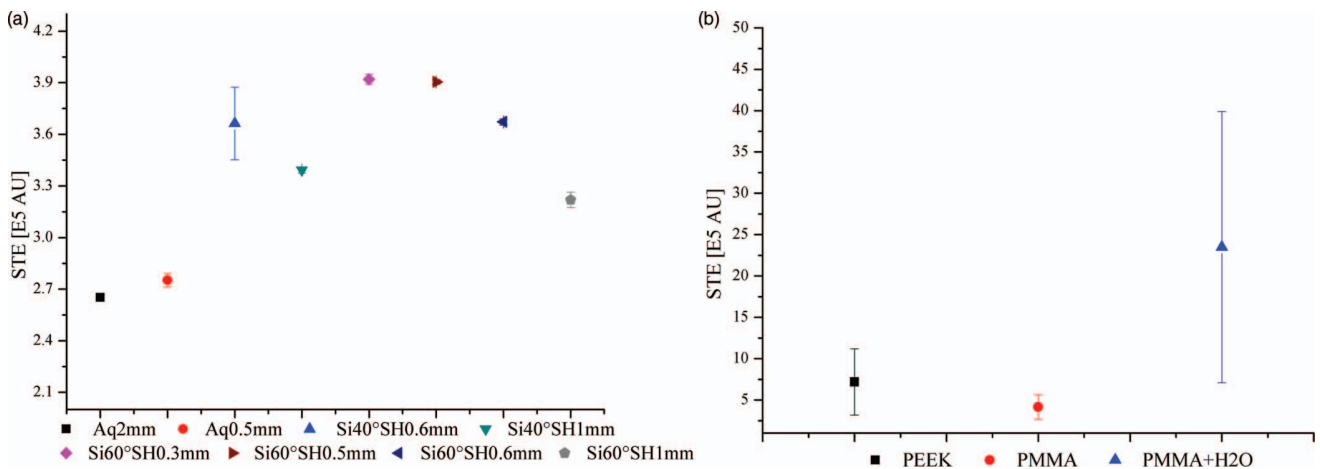 (a)
4.2
3.9
3.6
3.3
3.0
2.7
2.4
2.1
STE [E5 AU]
Aq2mm Aq0.5mm Si40°SH0.6mm Si40°SH1mm
Si60°SH0.3mm Si60°SH0.5mm Si60°SH0.6mm Si60°SH1mm
(b)
50
45
40
35
30
25
20
15
10
5
STE [E5 AU]
PEEK PMMA PMMA+H2O